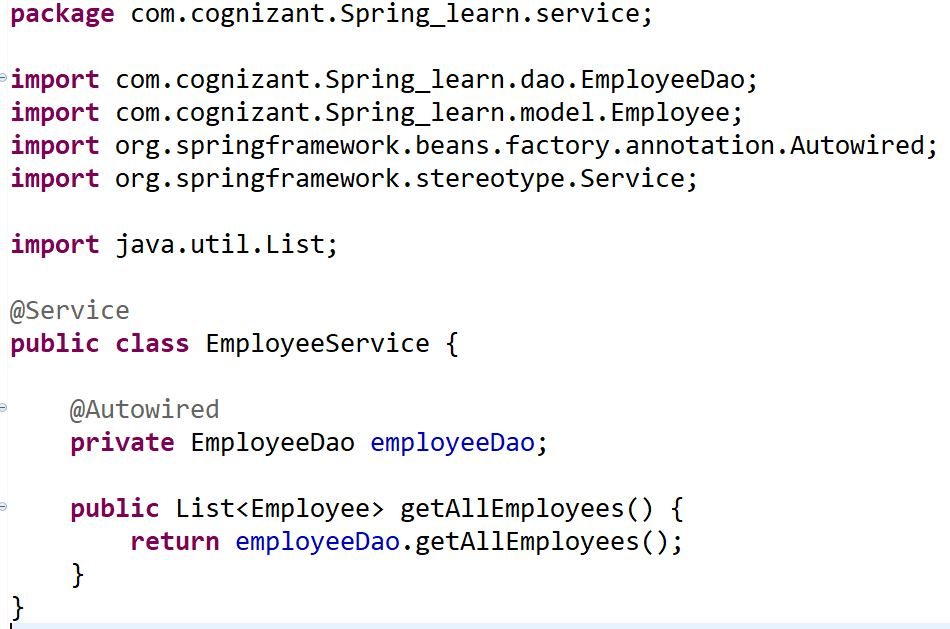 package com.cognizant.Spring_learn.service;
import com.cognizant.Spring_learn.dao.EmployeeDao;
import com.cognizant.Spring_learn.model.Employee;
import org.springframework.beans.factory.annotation.Autowired;
import org.springframework.stereotype.Service;
import java.util.List;
@Service
public class EmployeeService {
    @Autowired
    private EmployeeDao employeeDao;
    public List<Employee> getAllEmployees() {
        return employeeDao.getAllEmployees();
    }
}